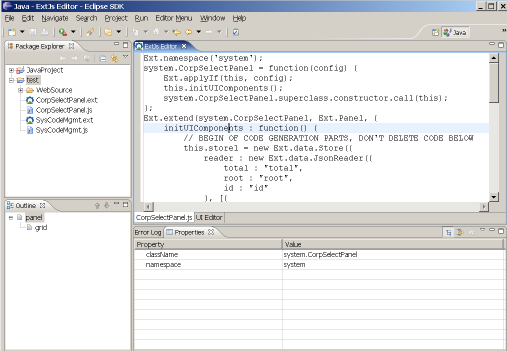 Java - ExtJs Editor - Eclipse SDK
File Edit Navigate Search Project Run Editor Menu Window Help
Java
Package Explorer
JavaProject
test
WebSource
CorpSelectPanel.ext
CorpSelectPanel.js
SysCodeMgmt.ext
SysCodeMgmt.js
Outline
panel
grid
ExtJs Editor
Ext.namespace('system');
system.CorpSelectPanel = function(config) {
Ext.applyIf(this, config);
this.initUIComponents();
system.CorpSelectPanel.superclass.constructor.call(this);
};
Ext.extend(system.CorpSelectPanel, Ext.Panel, {
initUIComponents : function() {
// BEGIN OF CODE GENERATION PARTS, DON'T DELETE CODE BELOW
this.store1 = new Ext.data.Store({
reader : new Ext.data.JsonReader({
total : "total",
root : "root",
id : "id"
}, [{
CorpSelectPanel.js UI Editor
Error Log Properties
Property Value
className system.CorpSelectPanel
namespace system